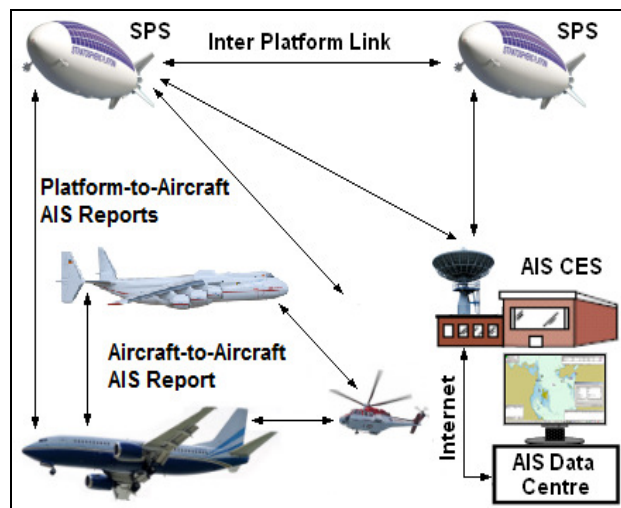 SPS
Inter Platform Link
SPS
Platform-to-Aircraft
AIS Reports
AIS CES
Aircraft-to-Aircraft
AIS Report
Internet
AIS Data
Centre